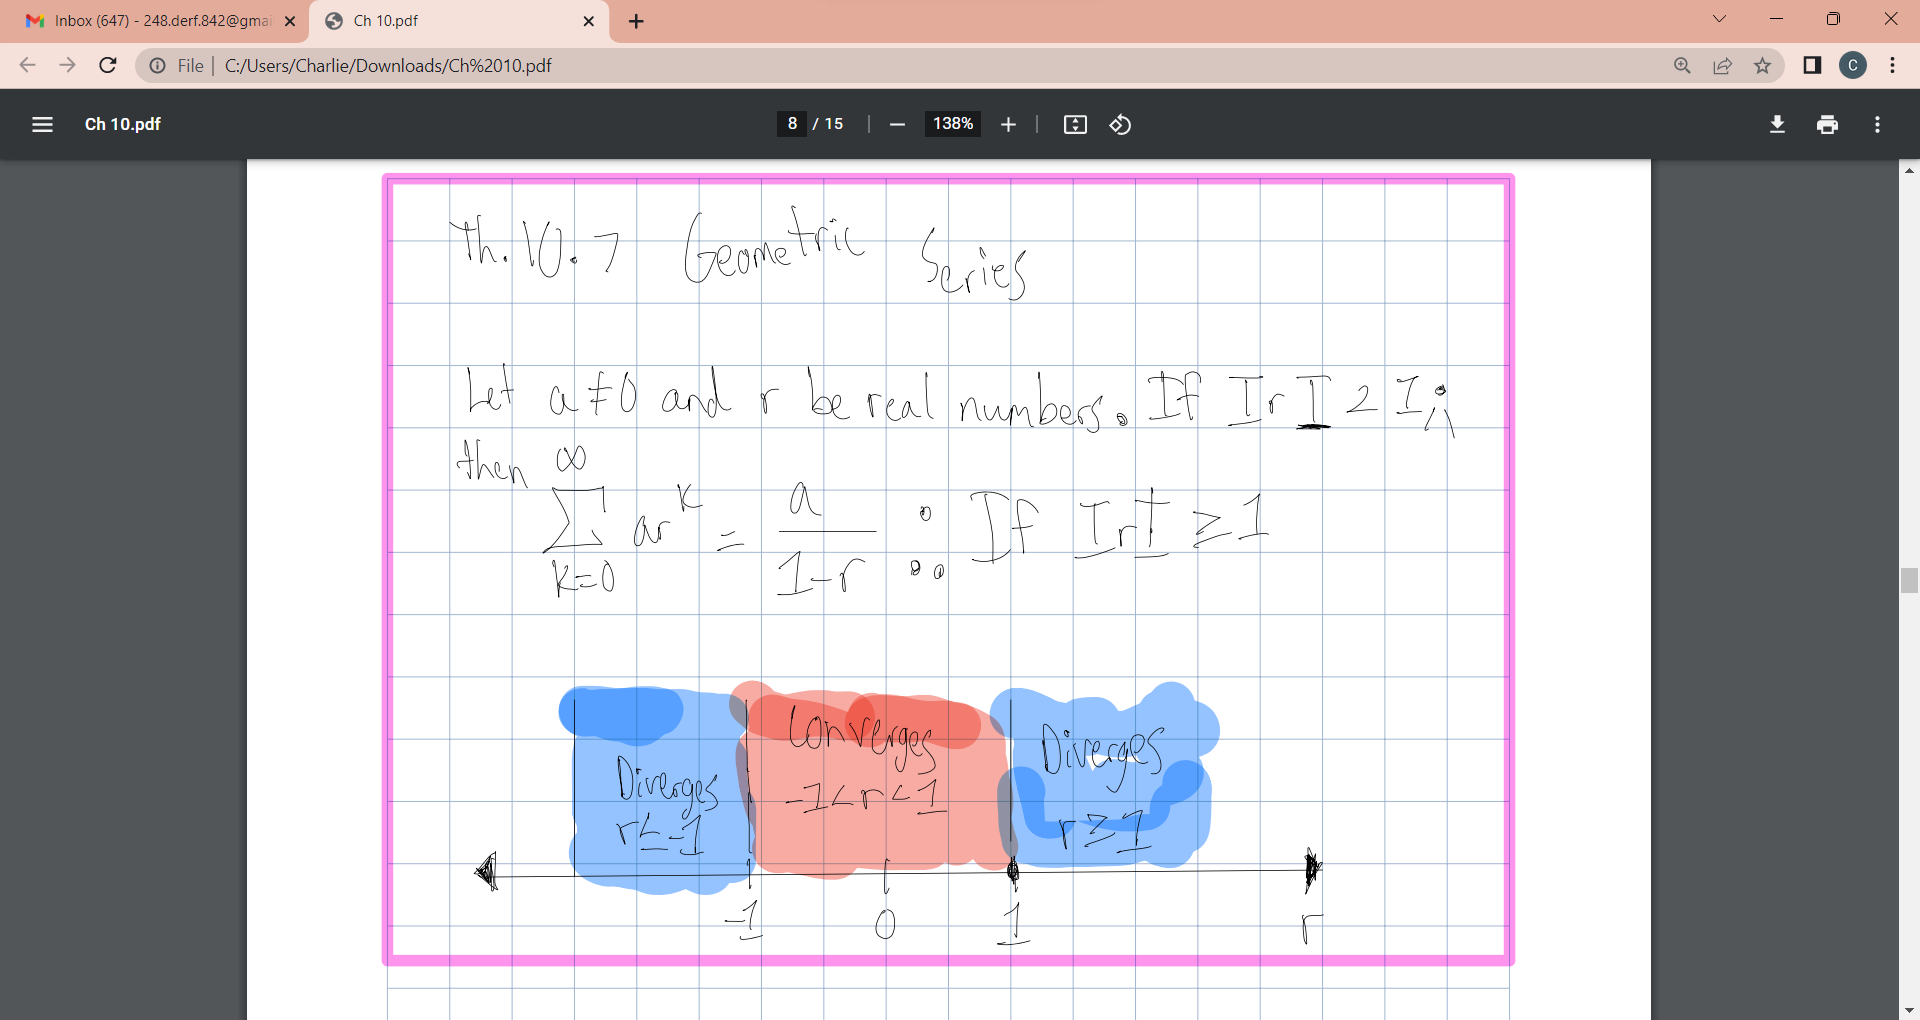 Inbox (647) - 248.derf.842@gmai
Ch 10.pdf
File | C:/Users/Charlie/Downloads/Ch%2010.pdf
C
Ch 10.pdf
8 / 15
138%
Th. 10.7 Geometric Series
Let a ≠ 0 and r be real numbers. If |r| < 1;
then ∞
∑ ar^k = a / 1-r ∴ If |r| ≥ 1
k=0
Converges
Diverges
Diverges
-1 < r < 1
r ≤ -1
r ≥ 1
-1 0 1 r